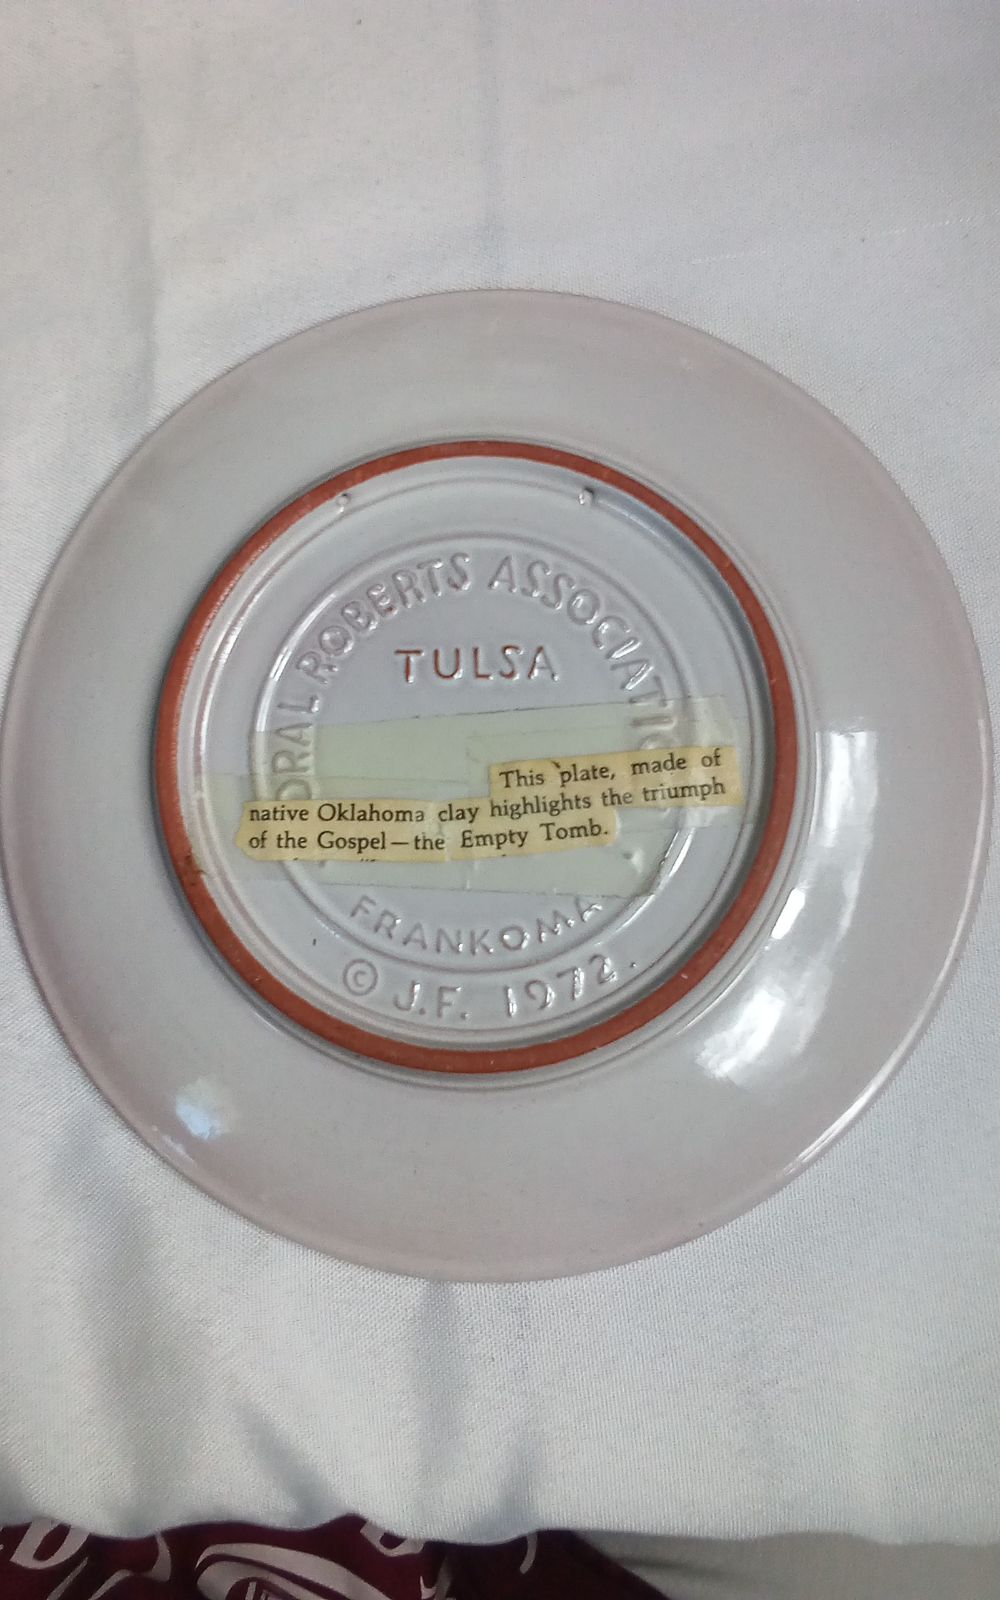 ORAL ROBERTS ASSOCIATIO
TULSA
This plate, made of
native Oklahoma clay highlights the triumph
of the Gospel — the Empty Tomb.
FRANKOMA
© J.F. 1972.